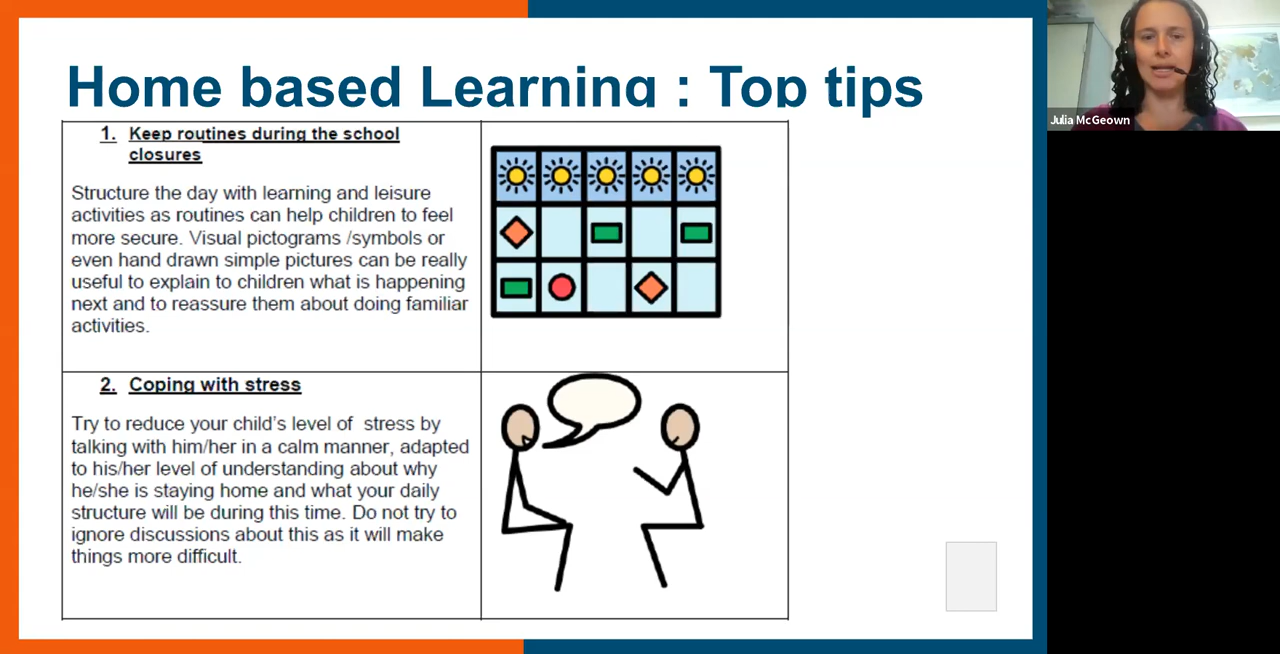 Home based Learning : Top tips
Julia McGeown
1. Keep routines during the school
closures
Structure the day with learning and leisure
activities as routines can help children to feel
more secure. Visual pictograms /symbols or
even hand drawn simple pictures can be really
useful to explain to children what is happening
next and to reassure them about doing familiar
activities.
2. Coping with stress
Try to reduce your child's level of stress by
talking with him/her in a calm manner, adapted
to his/her level of understanding about why
he/she is staying home and what your daily
structure will be during this time. Do not try to
ignore discussions about this as it will make
things more difficult.